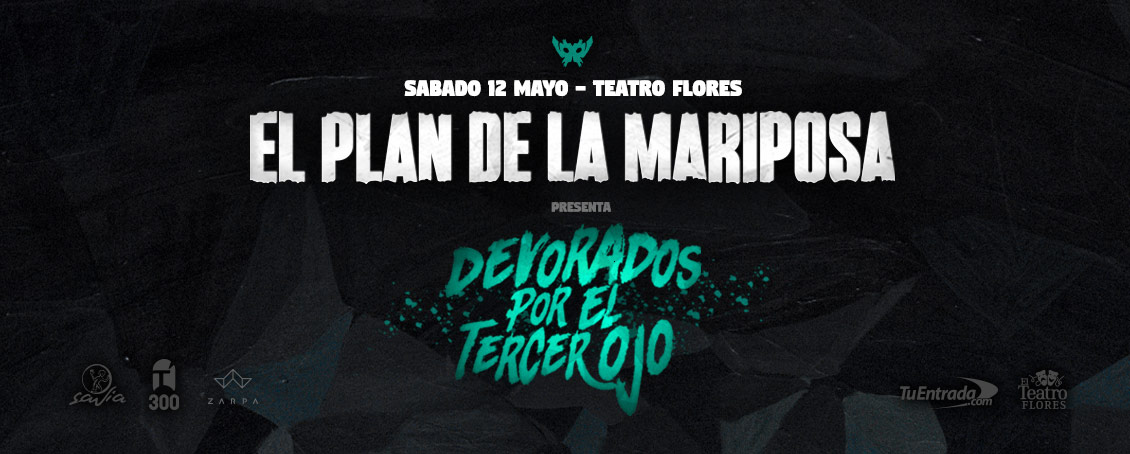 SABADO 12 MAYO - TEATRO FLORES
EL PLAN DE LA MARIPOSA
PRESENTA
DEVORADOS
POR EL
TERCER OJO
300
ZARPA
TuEntrada.com
El Teatro
FLORES